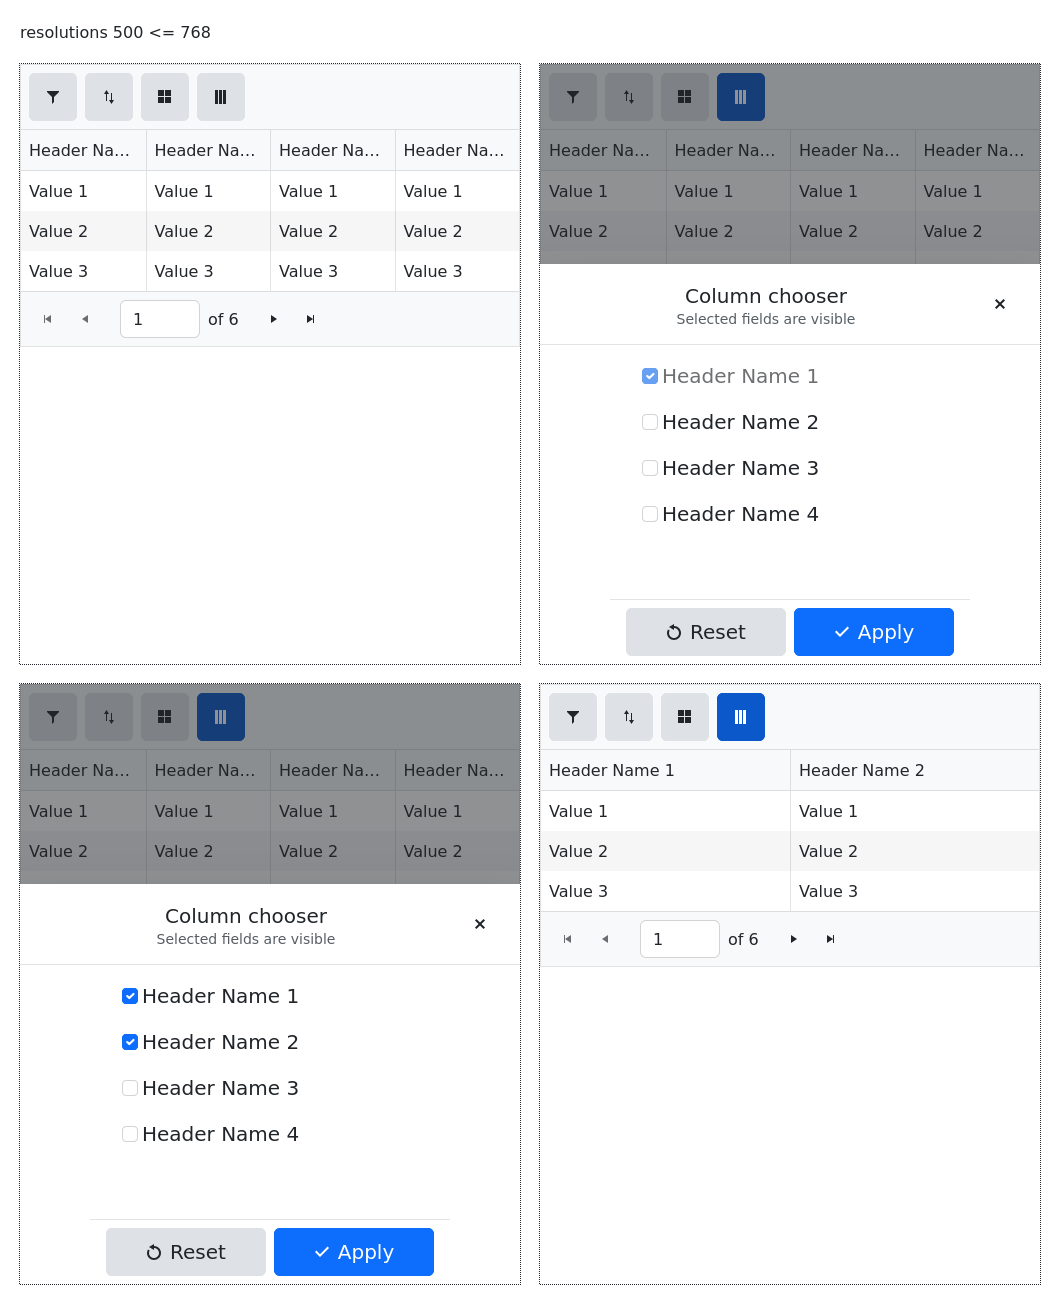 resolutions 500 <= 768
Header Na... Header Na... Header Na... Header Na...
Value 1 Value 1 Value 1 Value 1
Value 2 Value 2 Value 2 Value 2
Value 3 Value 3 Value 3 Value 3
1 of 6
Header Na... Header Na... Header Na... Header Na...
Value 1 Value 1 Value 1 Value 1
Value 2 Value 2 Value 2 Value 2
Column chooser
Selected fields are visible
Header Name 1
Header Name 2
Header Name 3
Header Name 4
Reset Apply
Header Na... Header Na... Header Na... Header Na...
Value 1 Value 1 Value 1 Value 1
Value 2 Value 2 Value 2 Value 2
Column chooser
Selected fields are visible
Header Name 1
Header Name 2
Header Name 3
Header Name 4
Reset Apply
Header Name 1 Header Name 2
Value 1 Value 1
Value 2 Value 2
Value 3 Value 3
1 of 6